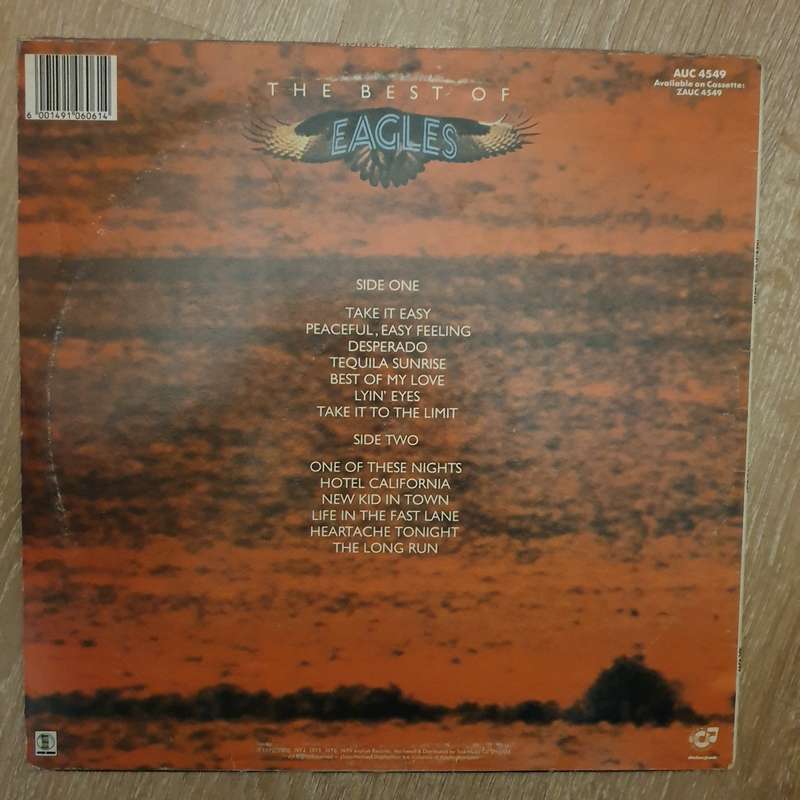 6 001491 060614
AUC 4549
Available on Cassette:
ZAUC 4549
THE BEST OF
EAGLES
SIDE ONE
TAKE IT EASY
PEACEFUL, EASY FEELING
DESPERADO
TEQUILA SUNRISE
BEST OF MY LOVE
LYIN' EYES
TAKE IT TO THE LIMIT
SIDE TWO
ONE OF THESE NIGHTS
HOTEL CALIFORNIA
NEW KID IN TOWN
LIFE IN THE FAST LANE
HEARTACHE TONIGHT
THE LONG RUN